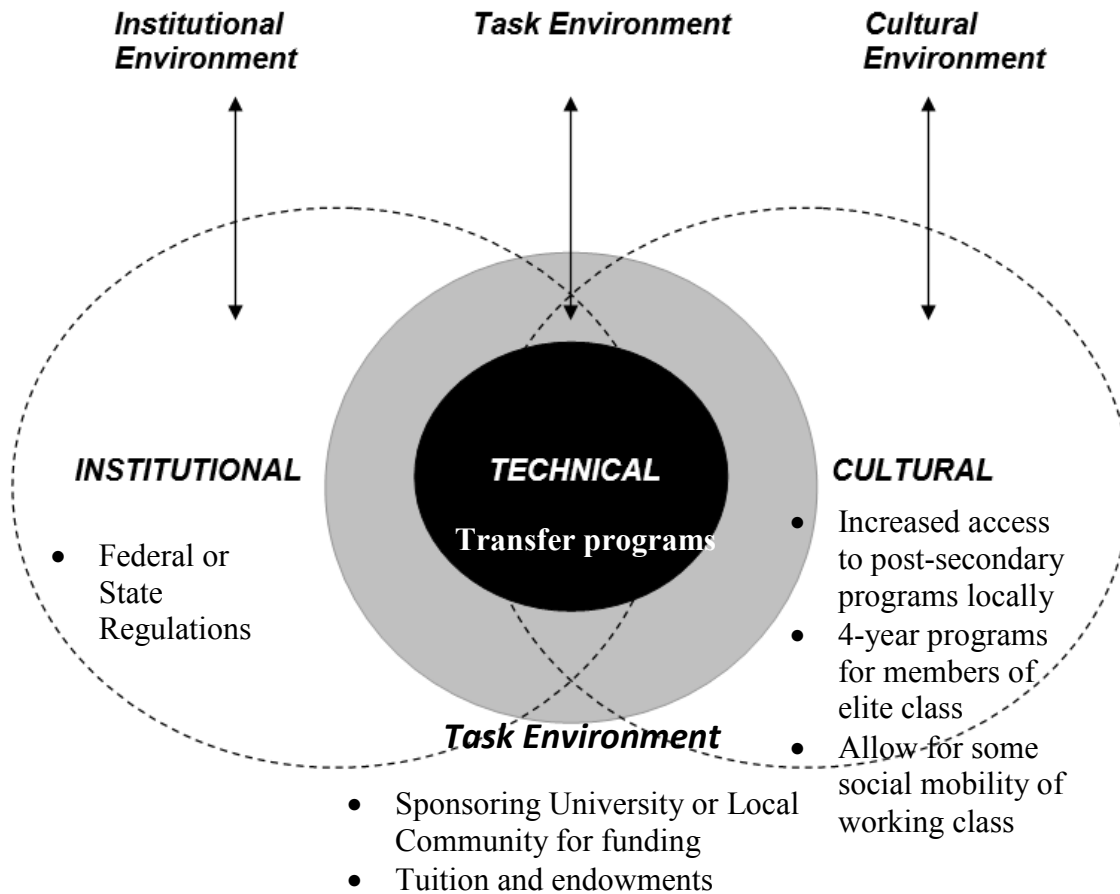 Institutional
Environment
Task Environment
Cultural
Environment
INSTITUTIONAL
• Federal or
State
Regulations
TECHNICAL
Transfer programs
CULTURAL
• Increased access
to post-secondary
programs locally
• 4-year programs
for members of
elite class
• Allow for some
social mobility of
working class
Task Environment
• Sponsoring University or Local
Community for funding
• Tuition and endowments